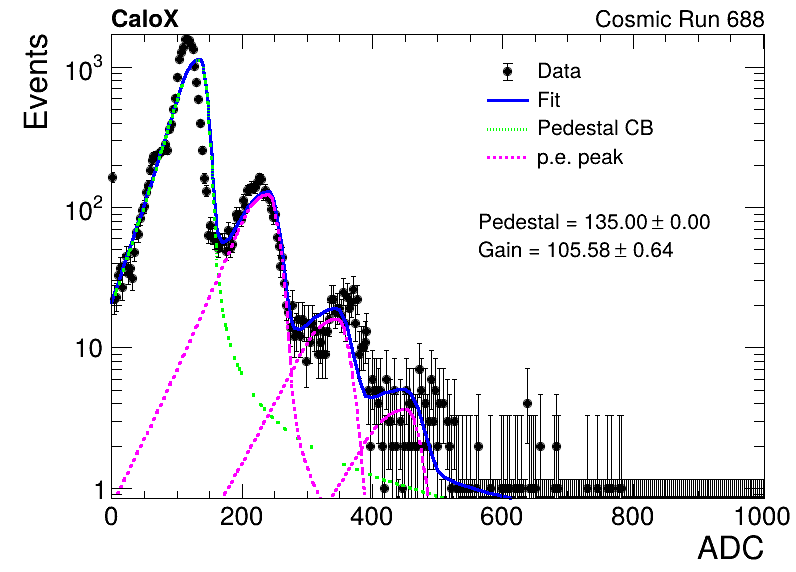 CaloX Cosmic Run 688
Events
Data
Fit
Pedestal CB
p.e. peak
Pedestal = 135.00 ± 0.00
Gain = 105.58 ± 0.64
10³
10²
10
1
0 200 400 600 800 1000
ADC